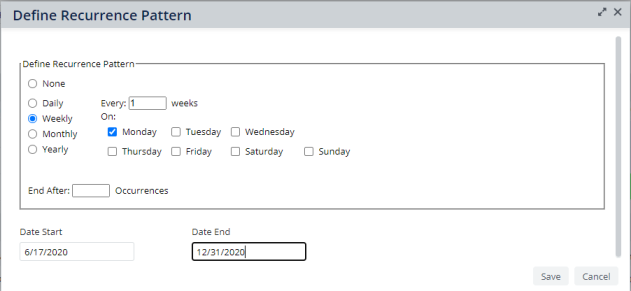 Define Recurrence Pattern
Define Recurrence Pattern
None
Daily Every: 1 weeks
Weekly On:
Monthly Monday Tuesday Wednesday
Yearly Thursday Friday Saturday Sunday
End After: Occurrences
Date Start Date End
6/17/2020 12/31/2020
Save Cancel